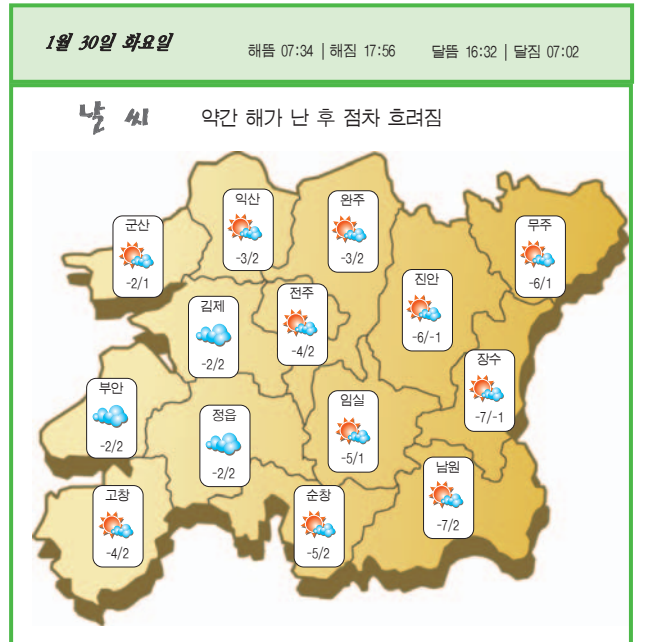 1월 30일 화요일
해뜸 07:34 | 해짐 17:56 달뜸 16:32 | 달짐 07:02
날 씨 약간 해가 난 후 점차 흐려짐
익산
-3/2
완주
-3/2
군산
-2/1
무주
-6/1
진안
-6/-1
전주
-4/2
김제
-2/2
장수
-7/-1
부안
-2/2
임실
-5/1
정읍
-2/2
남원
-7/2
고창
-4/2
순창
-5/2